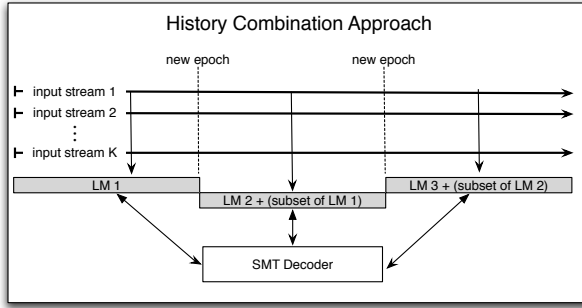 History Combination Approach
new epoch new epoch
input stream 1
input stream 2
⋮
input stream K
LM 1
LM 2 + (subset of LM 1)
LM 3 + (subset of LM 2)
SMT Decoder